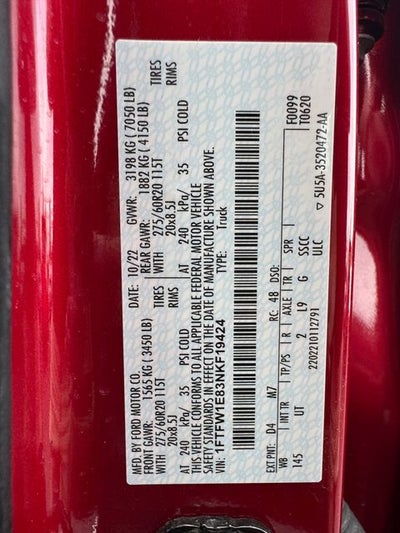 MFD. BY FORD MOTOR CO.
DATE: 10/22 GVWR: 3198 KG ( 7050 LB)
FRONT GAWR: 1565 KG (3450 LB) REAR GAWR: 1882 KG ( 4150 LB)
WITH 275/60R20 115T TIRES WITH 275/60R20 115T TIRES
20x8.5J RIMS 20x8.5J RIMS
AT 240 kPa/ 35 PSI COLD AT 240 kPa/ 35 PSI COLD
THIS VEHICLE CONFORMS TO ALL APPLICABLE FEDERAL MOTOR VEHICLE
SAFETY STANDARDS IN EFFECT ON THE DATE OF MANUFACTURE SHOWN ABOVE.
VIN: 1FTFW1E83NKF19424 TYPE: Truck
F0099
T0620
EXT PNT: D4 M7 RC: 48 DSO:
WB INT TR TP/PS R AXLE TR SPR
145 UT 2 L9 G SSCC
2202210112791 ULC
5U5A-3520472-AA